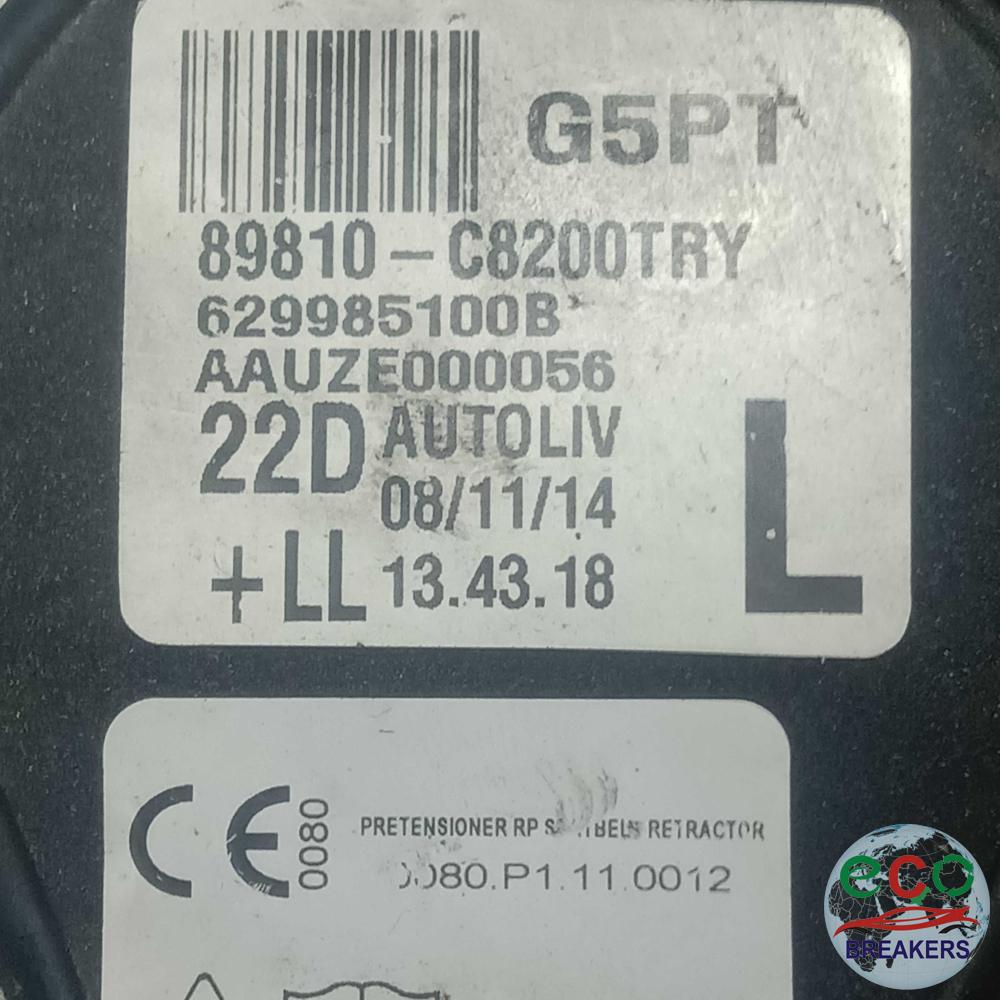 G5PT
89810-C8200TRY
629985100B
AAUZE000056
22D AUTOLIV
08/11/14
+LL 13.43.18
L
CE 0080
PRETENSIONER RP RETRACTOR
080.P1.11.0012
eco
BREAKERS